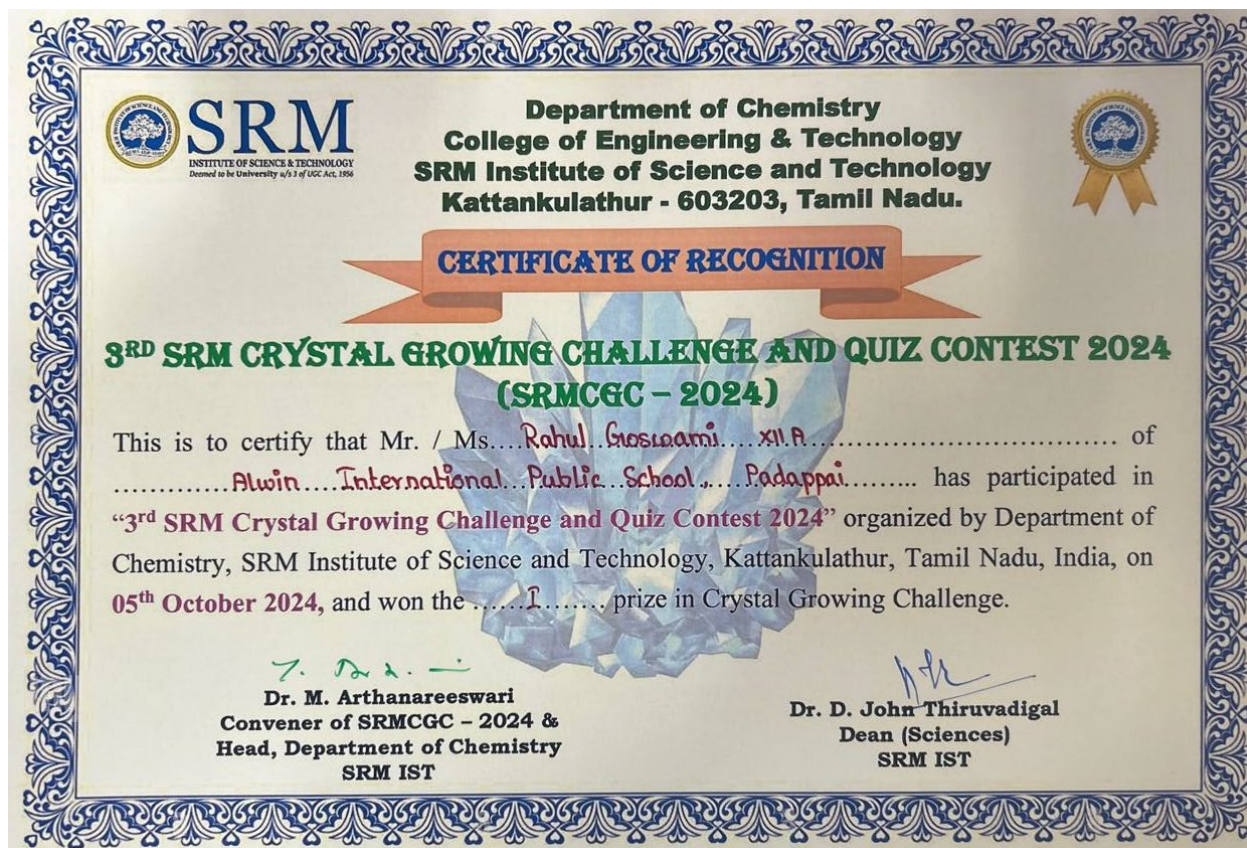 SRM
INSTITUTE OF SCIENCE & TECHNOLOGY
Deemed to be University u/s 3 of UGC Act, 1956
Department of Chemistry
College of Engineering & Technology
SRM Institute of Science and Technology
Kattankulathur - 603203, Tamil Nadu.
CERTIFICATE OF RECOGNITION
3RD SRM CRYSTAL GROWING CHALLENGE AND QUIZ CONTEST 2024
(SRMCGC – 2024)
This is to certify that Mr. / Ms....Rahul..Goswami....XII.A.................................... of
............Alwin....International...Public...School.,....Padappai......... has participated in
“3rd SRM Crystal Growing Challenge and Quiz Contest 2024” organized by Department of
Chemistry, SRM Institute of Science and Technology, Kattankulathur, Tamil Nadu, India, on
05th October 2024, and won the ......I....... prize in Crystal Growing Challenge.
Dr. M. Arthanareeswari
Convener of SRMCGC – 2024 &
Head, Department of Chemistry
SRM IST
Dr. D. John Thiruvadigal
Dean (Sciences)
SRM IST